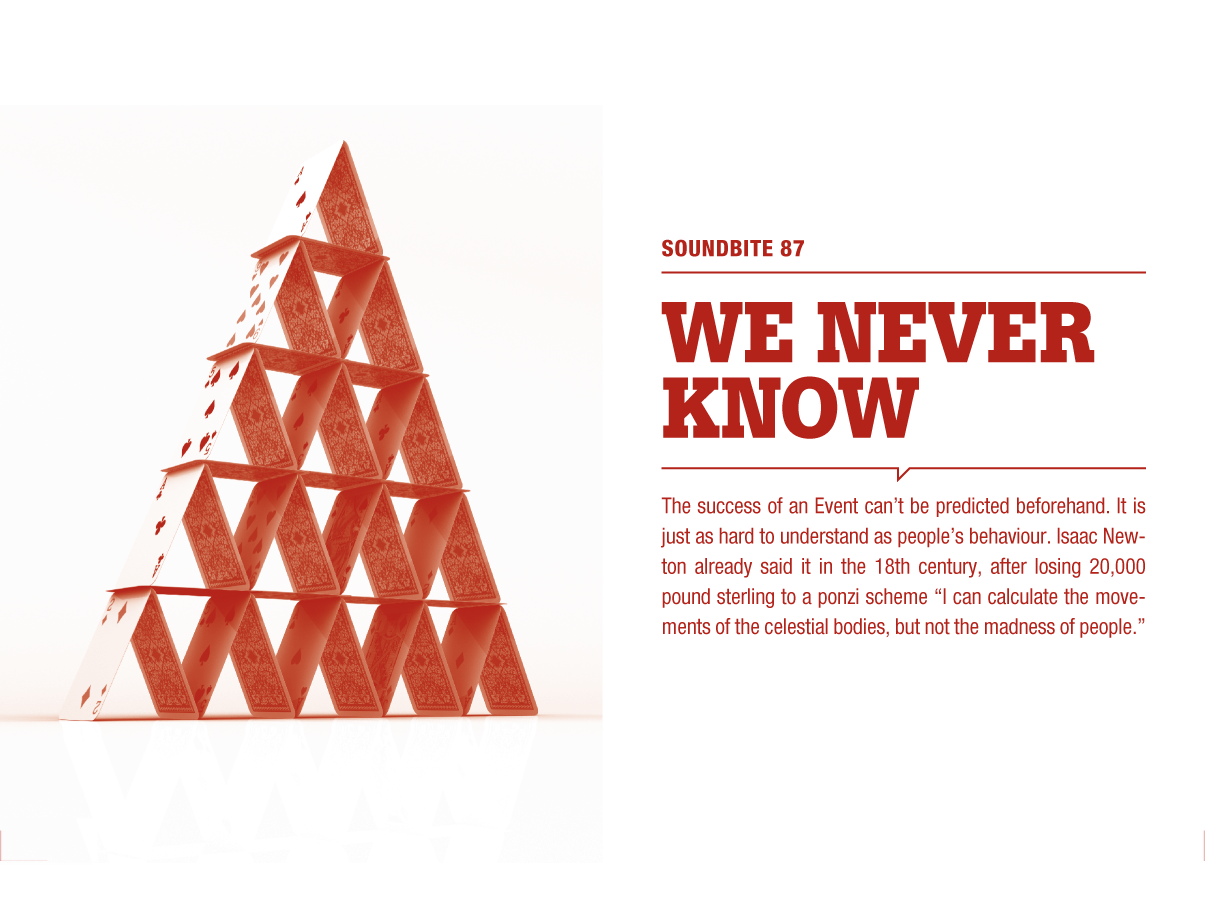 SOUNDBITE 87
WE NEVER
KNOW
The success of an Event can’t be predicted beforehand. It is
just as hard to understand as people’s behaviour. Isaac New-
ton already said it in the 18th century, after losing 20,000
pound sterling to a ponzi scheme “I can calculate the move-
ments of the celestial bodies, but not the madness of people.”